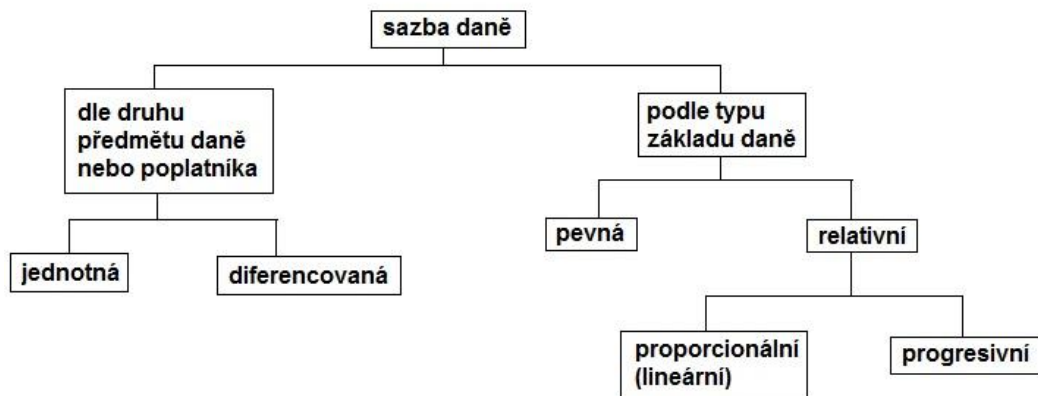 sazba daně
dle druhu
předmětu daně
nebo poplatníka
podle typu
základu daně
jednotná
diferencovaná
pevná
relativní
proporcionální
(lineární)
progresivní